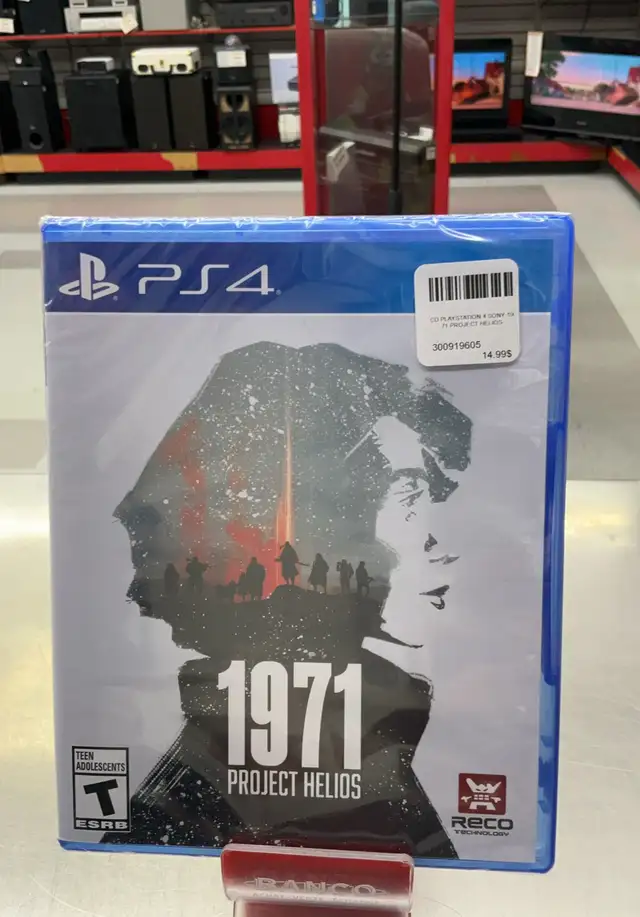 PS4
CD PLAYSTATION 4 SONY 19
71 PROJECT HELIOS
300919605
14.99$
1971
PROJECT HELIOS
TEEN
ADOLESCENTS
T
ESRB
RECO
TECHNOLOGY
BANCO